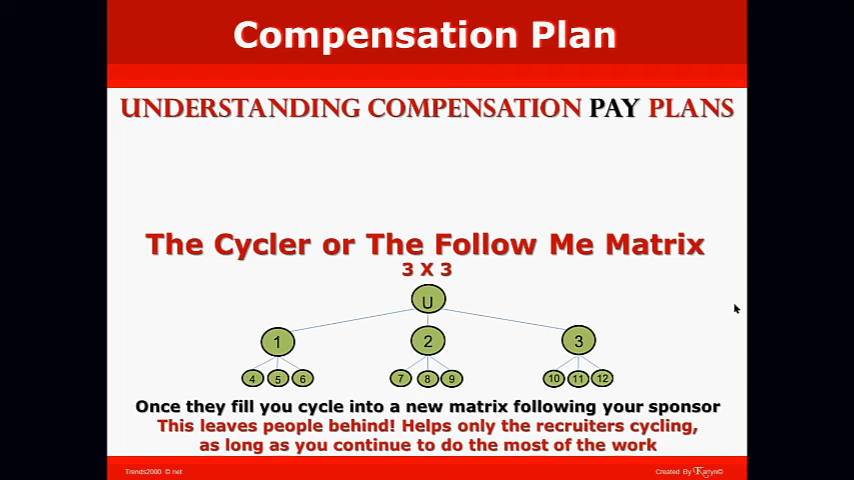 Compensation Plan
UNDERSTANDING COMPENSATION PAY PLANS
The Cycler or The Follow Me Matrix
3 X 3
U
1 2 3
4 5 6 7 8 9 10 11 12
Once they fill you cycle into a new matrix following your sponsor
This leaves people behind! Helps only the recruiters cycling,
as long as you continue to do the most of the work
Trends2000 © net Created By Karlyn©